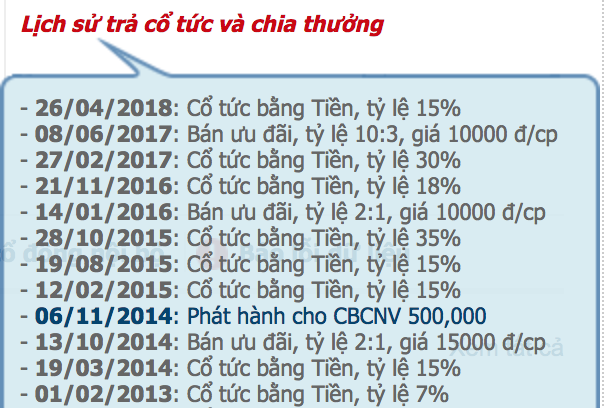 Lịch sử trả cổ tức và chia thưởng
- 26/04/2018: Cổ tức bằng Tiền, tỷ lệ 15%
- 08/06/2017: Bán ưu đãi, tỷ lệ 10:3, giá 10000 đ/cp
- 27/02/2017: Cổ tức bằng Tiền, tỷ lệ 30%
- 21/11/2016: Cổ tức bằng Tiền, tỷ lệ 18%
- 14/01/2016: Bán ưu đãi, tỷ lệ 2:1, giá 10000 đ/cp
- 28/10/2015: Cổ tức bằng Tiền, tỷ lệ 35%
- 19/08/2015: Cổ tức bằng Tiền, tỷ lệ 15%
- 12/02/2015: Cổ tức bằng Tiền, tỷ lệ 15%
- 06/11/2014: Phát hành cho CBCNV 500,000
- 13/10/2014: Bán ưu đãi, tỷ lệ 2:1, giá 15000 đ/cp
Xem tất cả
- 19/03/2014: Cổ tức bằng Tiền, tỷ lệ 15%
- 01/02/2013: Cổ tức bằng Tiền, tỷ lệ 7%